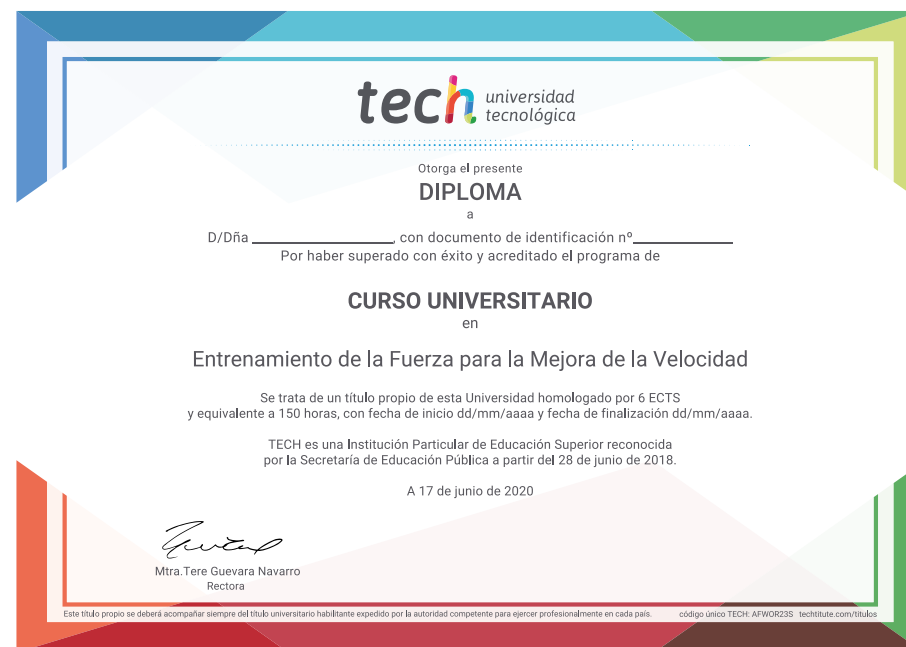 tech universidad
tecnológica
Otorga el presente
DIPLOMA
a
D/Dña ____________________, con documento de identificación nº______________
Por haber superado con éxito y acreditado el programa de
CURSO UNIVERSITARIO
en
Entrenamiento de la Fuerza para la Mejora de la Velocidad
Se trata de un título propio de esta Universidad homologado por 6 ECTS
y equivalente a 150 horas, con fecha de inicio dd/mm/aaaa y fecha de finalización dd/mm/aaaa.
TECH es una Institución Particular de Educación Superior reconocida
por la Secretaría de Educación Pública a partir del 28 de junio de 2018.
A 17 de junio de 2020
Mtra.Tere Guevara Navarro
Rectora
Este título propio se deberá acompañar siempre del título universitario habilitante expedido por la autoridad competente para ejercer profesionalmente en cada país. código único TECH: AFWOR23S techtitute.com/títulos